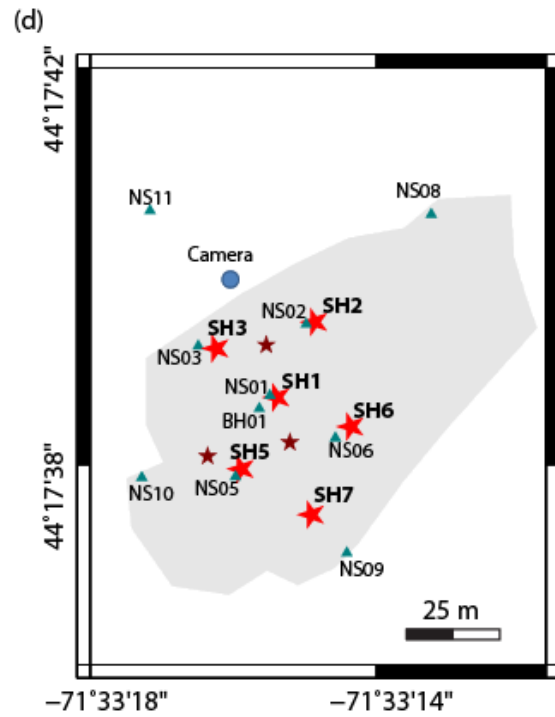 (d)
44°17'42"
NS11
NS08
Camera
NS02
SH2
SH3
NS03
NS01
SH1
BH01
SH6
NS06
SH5
44°17'38"
NS10
NS05
SH7
NS09
25 m
−71°33'18"
−71°33'14"